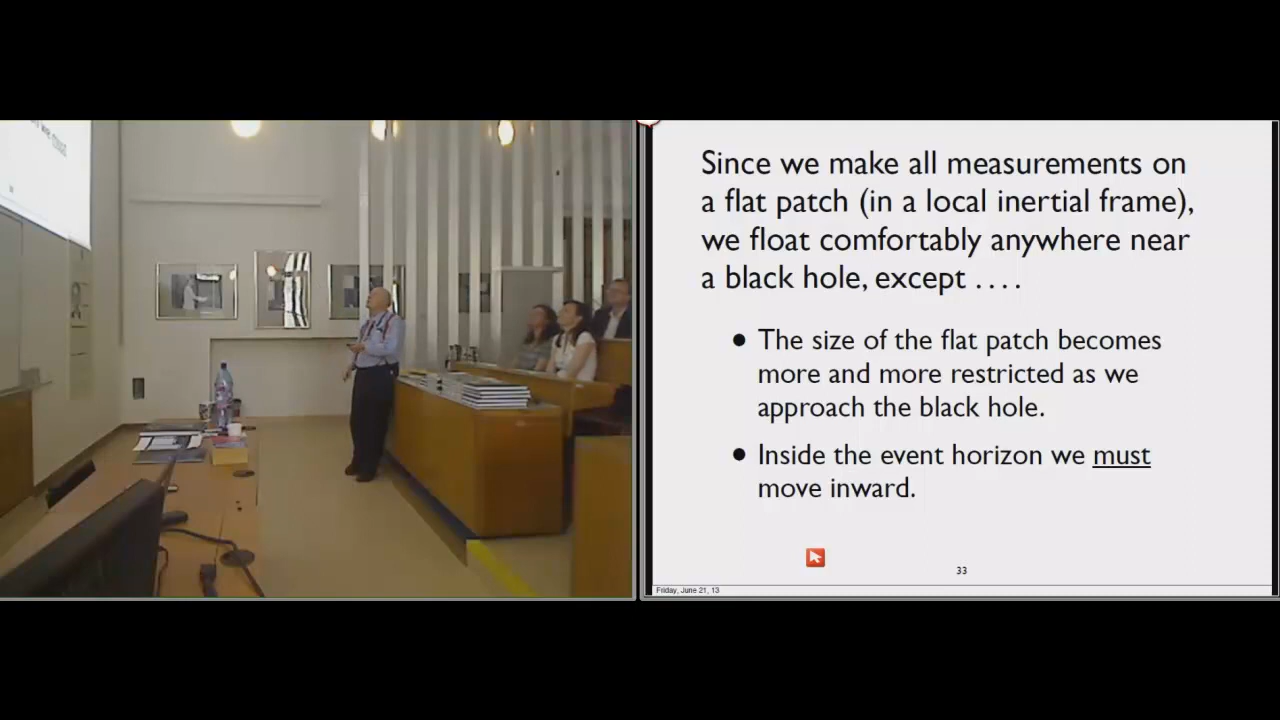 Since we make all measurements on
a flat patch (in a local inertial frame),
we float comfortably anywhere near
a black hole, except . . . .
● The size of the flat patch becomes
more and more restricted as we
approach the black hole.
● Inside the event horizon we must
move inward.
33
Friday, June 21, 13